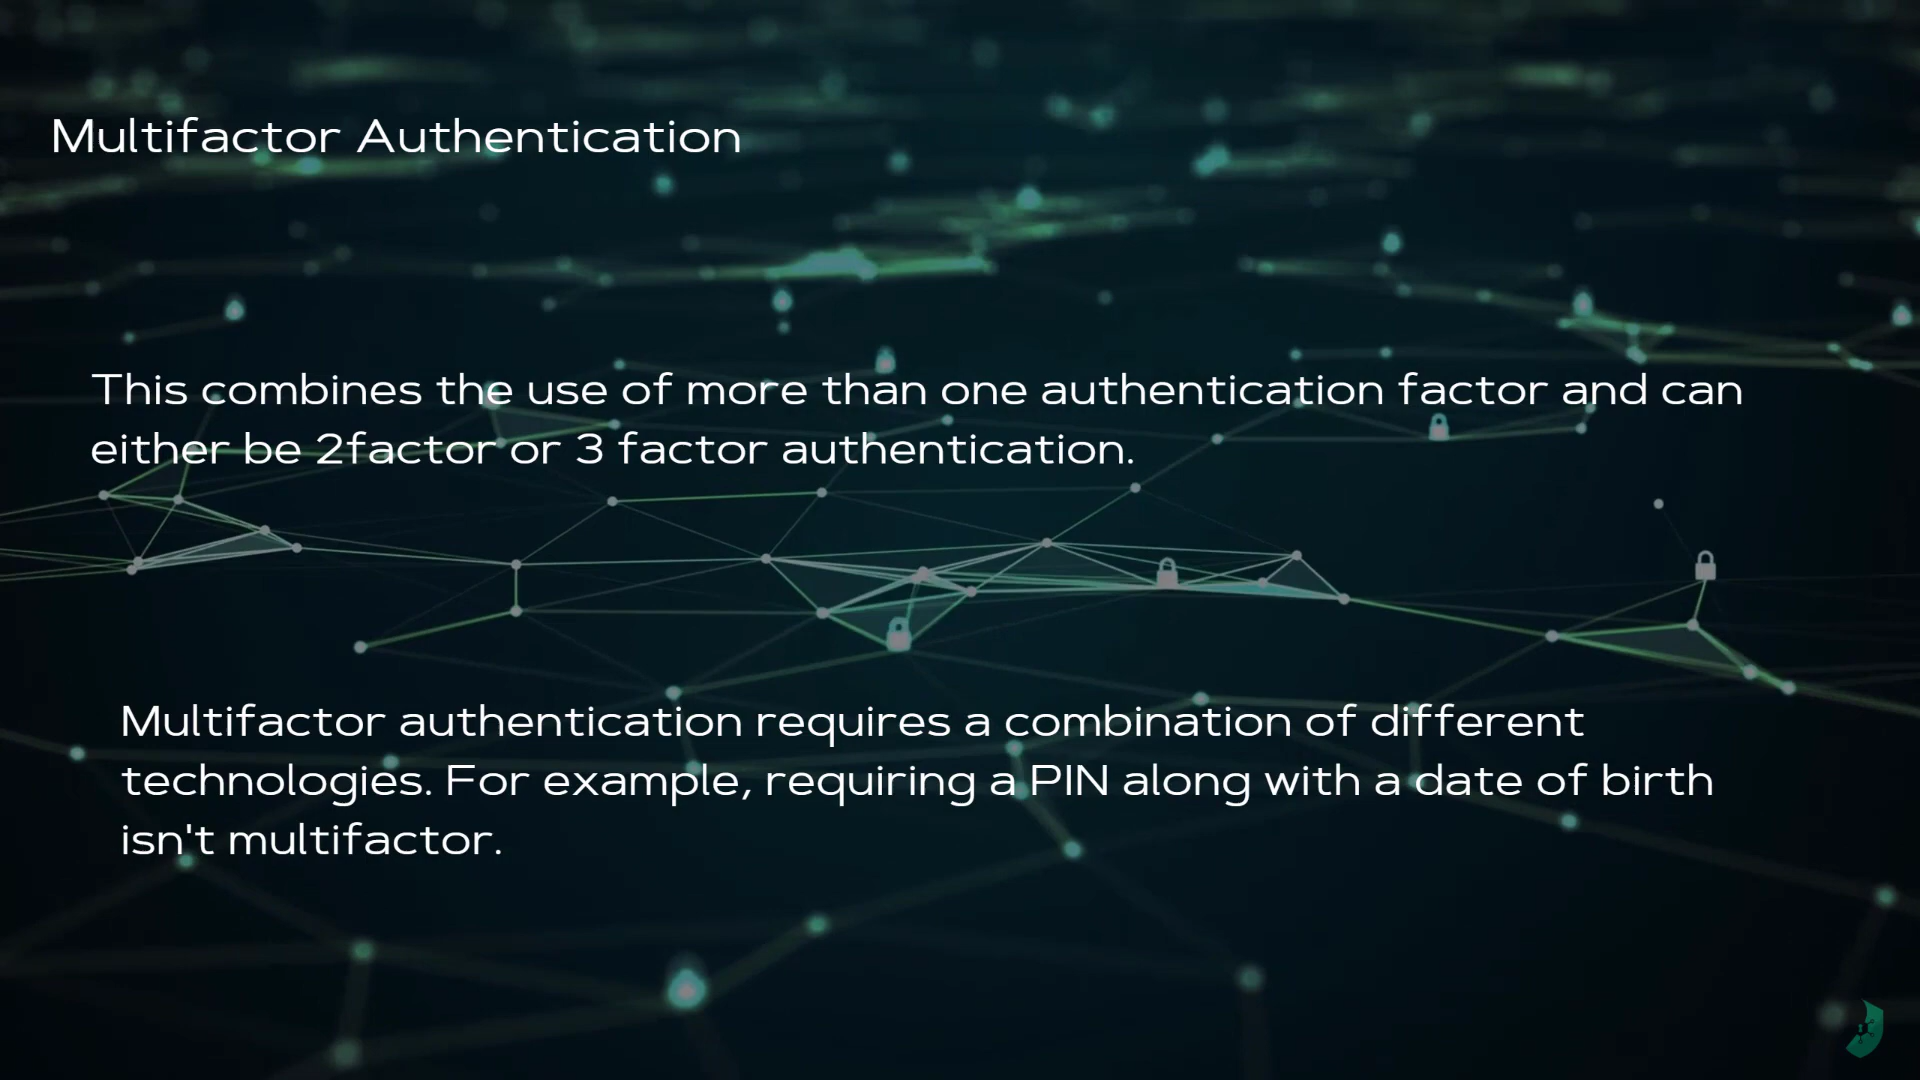 Multifactor Authentication
This combines the use of more than one authentication factor and can
either be 2factor or 3 factor authentication.
Multifactor authentication requires a combination of different
technologies. For example, requiring a PIN along with a date of birth
isn't multifactor.